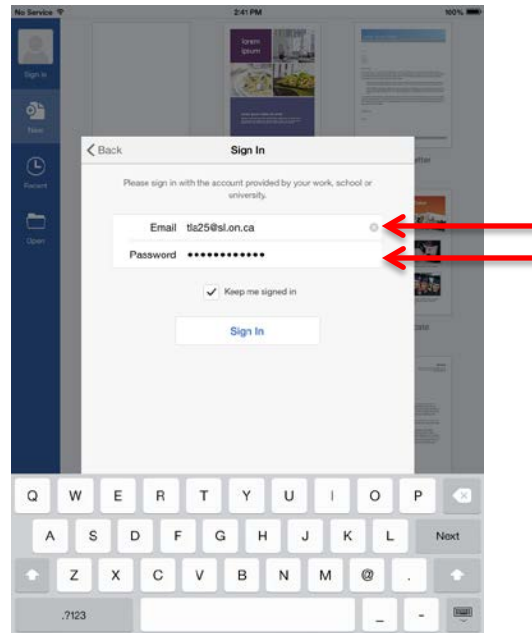 No Service 2:41 PM 100%
lorem
ipsum
Sign in
New
Recent
Open
Back Sign In
Please sign in with the account provided by your work, school or
university.
Email tla25@sl.on.ca
Password ••••••••••••
Keep me signed in
Sign In
Q W E R T Y U I O P
A S D F G H J K L Next
Z X C V B N M @ .
.?123 _ -